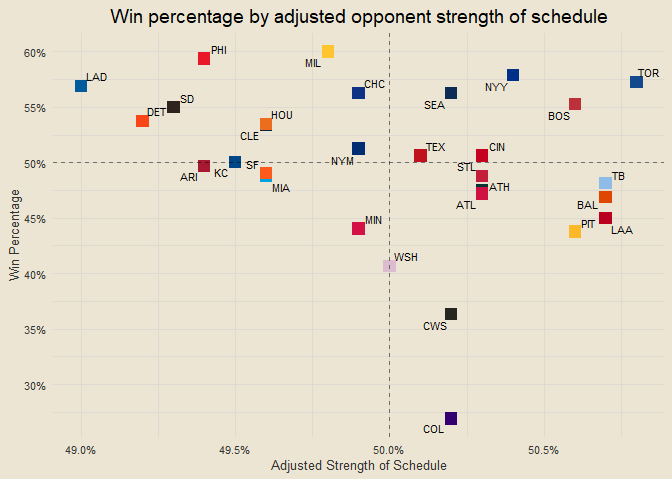 Win percentage by adjusted opponent strength of schedule
60%
55%
50%
45%
40%
35%
30%
Win Percentage
PHI
MIL
TOR
LAD
NYY
CHC
SD
SEA
BOS
DET
HOU
CLE
TEX
CIN
NYM
SF
ARI
KC
STL
MIA
ATH
TB
ATL
BAL
MIN
PIT
LAA
WSH
CWS
COL
49.0%
49.5%
50.0%
50.5%
Adjusted Strength of Schedule